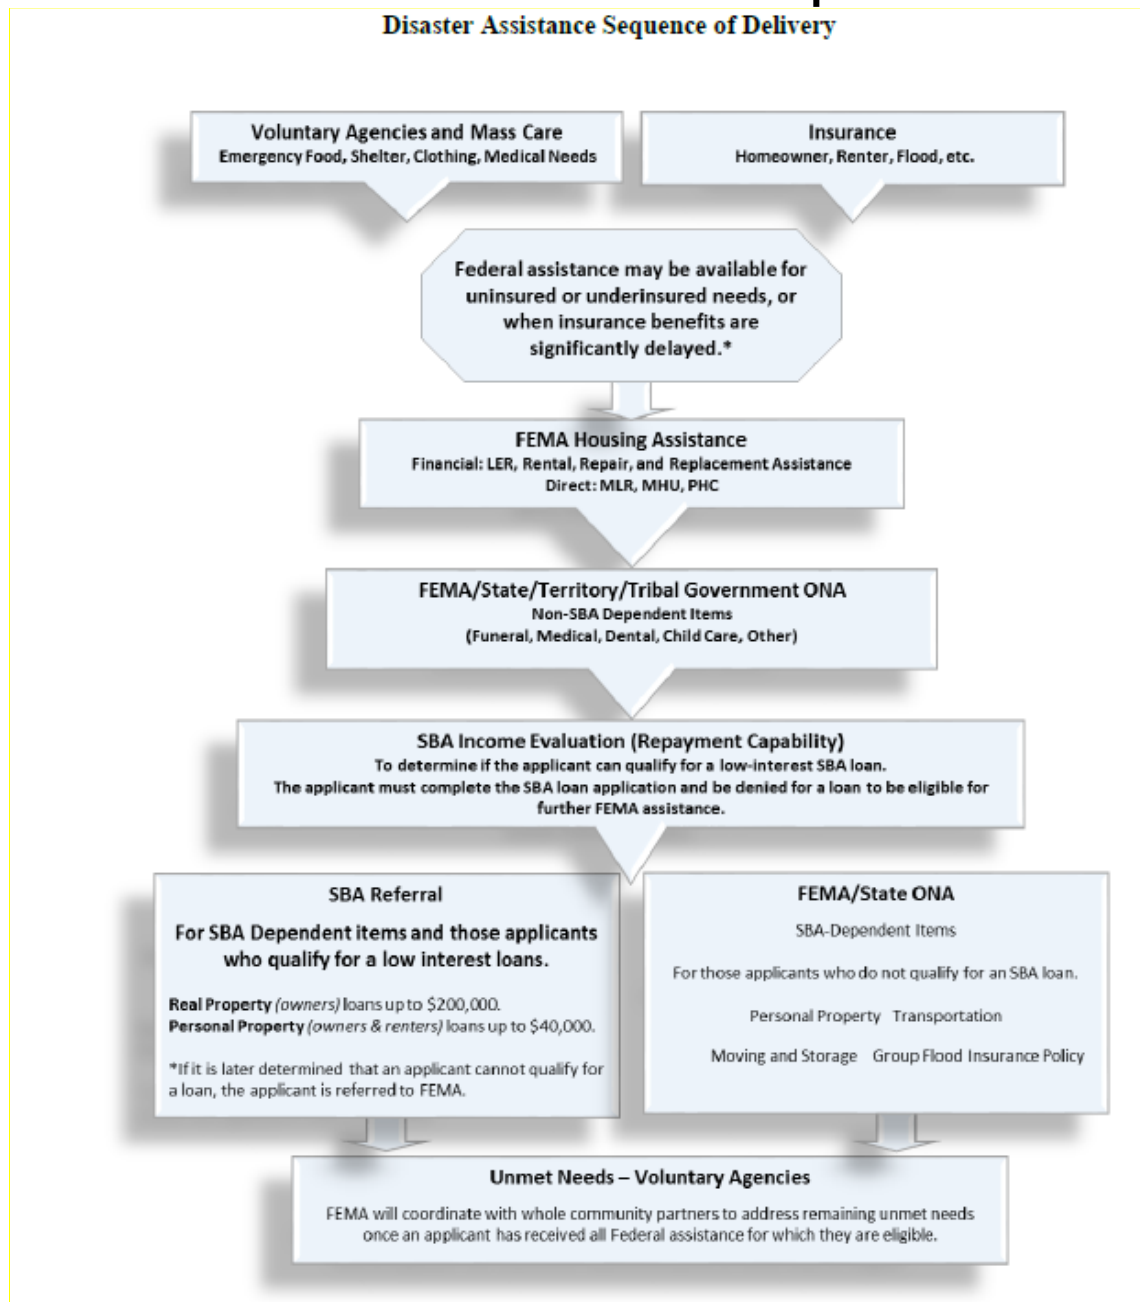 Disaster Assistance Sequence of Delivery
Voluntary Agencies and Mass Care
Emergency Food, Shelter, Clothing, Medical Needs
Insurance
Homeowner, Renter, Flood, etc.
Federal assistance may be available for
uninsured or underinsured needs, or
when insurance benefits are
significantly delayed.*
FEMA Housing Assistance
Financial: LER, Rental, Repair, and Replacement Assistance
Direct: MLR, MHU, PHC
FEMA/State/Territory/Tribal Government ONA
Non-SBA Dependent Items
(Funeral, Medical, Dental, Child Care, Other)
SBA Income Evaluation (Repayment Capability)
To determine if the applicant can qualify for a low-interest SBA loan.
The applicant must complete the SBA loan application and be denied for a loan to be eligible for
further FEMA assistance.
SBA Referral
For SBA Dependent items and those applicants
who qualify for a low interest loans.
Real Property (owners) loans up to $200,000.
Personal Property (owners & renters) loans up to $40,000.
*If it is later determined that an applicant cannot qualify for
a loan, the applicant is referred to FEMA.
FEMA/State ONA
SBA-Dependent Items
For those applicants who do not qualify for an SBA loan.
Personal Property Transportation
Moving and Storage Group Flood Insurance Policy
Unmet Needs – Voluntary Agencies
FEMA will coordinate with whole community partners to address remaining unmet needs
once an applicant has received all Federal assistance for which they are eligible.